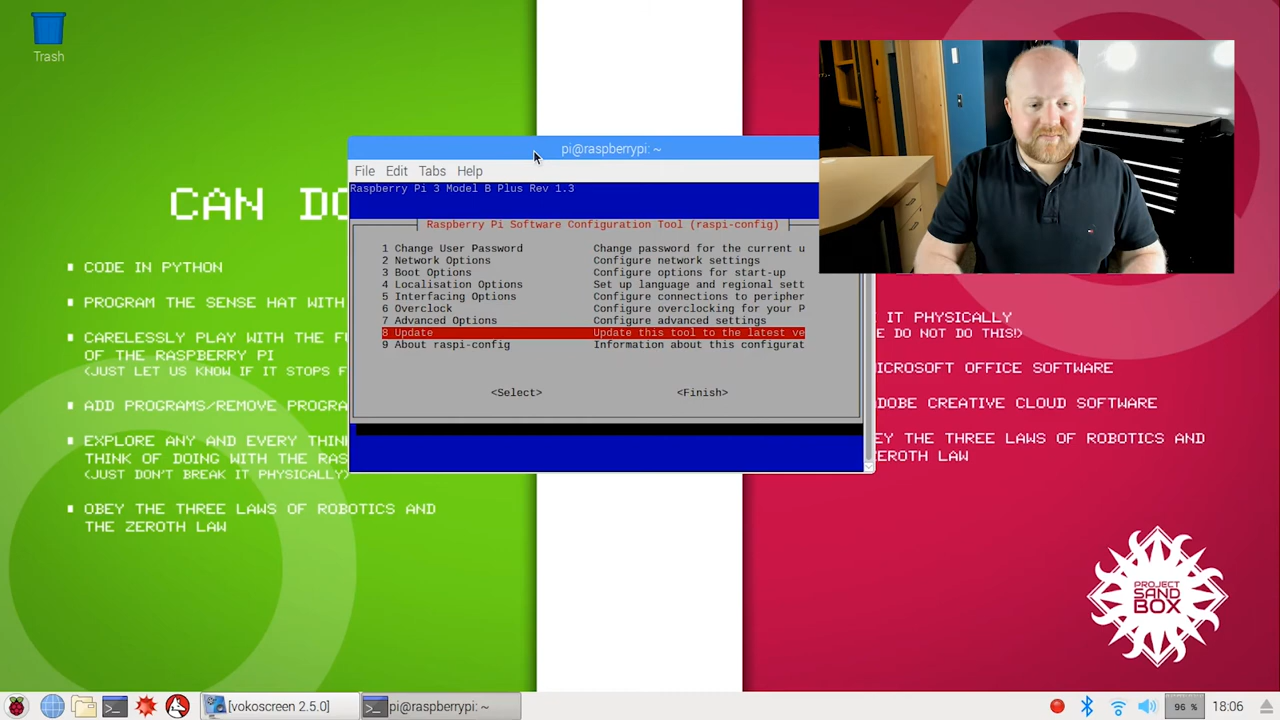 Trash
pi@raspberrypi: ~
File Edit Tabs Help
Raspberry Pi 3 Model B Plus Rev 1.3
Raspberry Pi Software Configuration Tool (raspi-config)
1 Change User Password Change password for the current u
2 Network Options Configure network settings
3 Boot Options Configure options for start-up
4 Localisation Options Set up language and regional sett
5 Interfacing Options Configure connections to peripher
6 Overclock Configure overclocking for your P
7 Advanced Options Configure advanced settings
8 Update Update this tool to the latest ve
9 About raspi-config Information about this configurat
<Select> <Finish>
CAN DO
CODE IN PYTHON
PROGRAM THE SENSE HAT WITH
CARELESSLY PLAY WITH THE F
OF THE RASPBERRY PI
(JUST LET US KNOW IF IT STOPS F
ADD PROGRAMS/REMOVE PROGRA
EXPLORE ANY AND EVERY THIN
THINK OF DOING WITH THE RAS
(JUST DON'T BREAK IT PHYSICALLY)
OBEY THE THREE LAWS OF ROBOTICS AND
THE ZEROTH LAW
IT PHYSICALLY
E DO NOT DO THIS!)
ICROSOFT OFFICE SOFTWARE
DOBE CREATIVE CLOUD SOFTWARE
EY THE THREE LAWS OF ROBOTICS AND
EROTH LAW
PROJECT
SAND
BOX
[vokoscreen 2.5.0]
pi@raspberrypi: ~
96 %
18:06